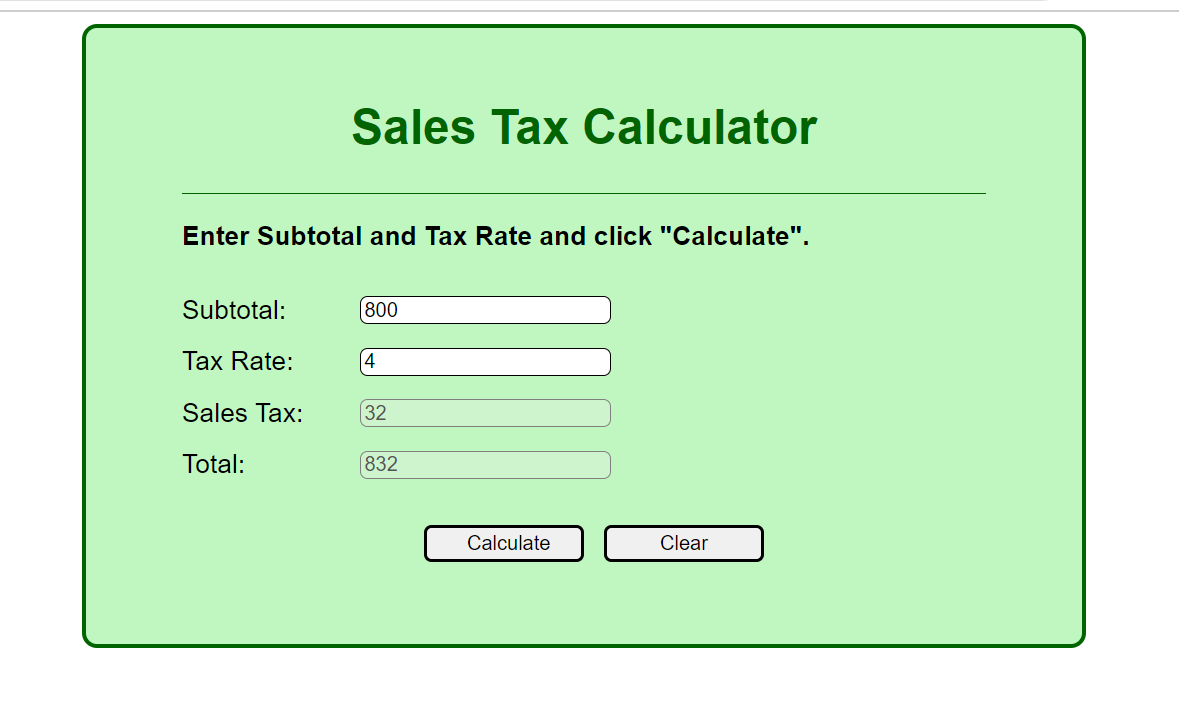 Sales Tax Calculator
Enter Subtotal and Tax Rate and click "Calculate".
Subtotal: 800
Tax Rate: 4
Sales Tax: 32
Total: 832
Calculate Clear